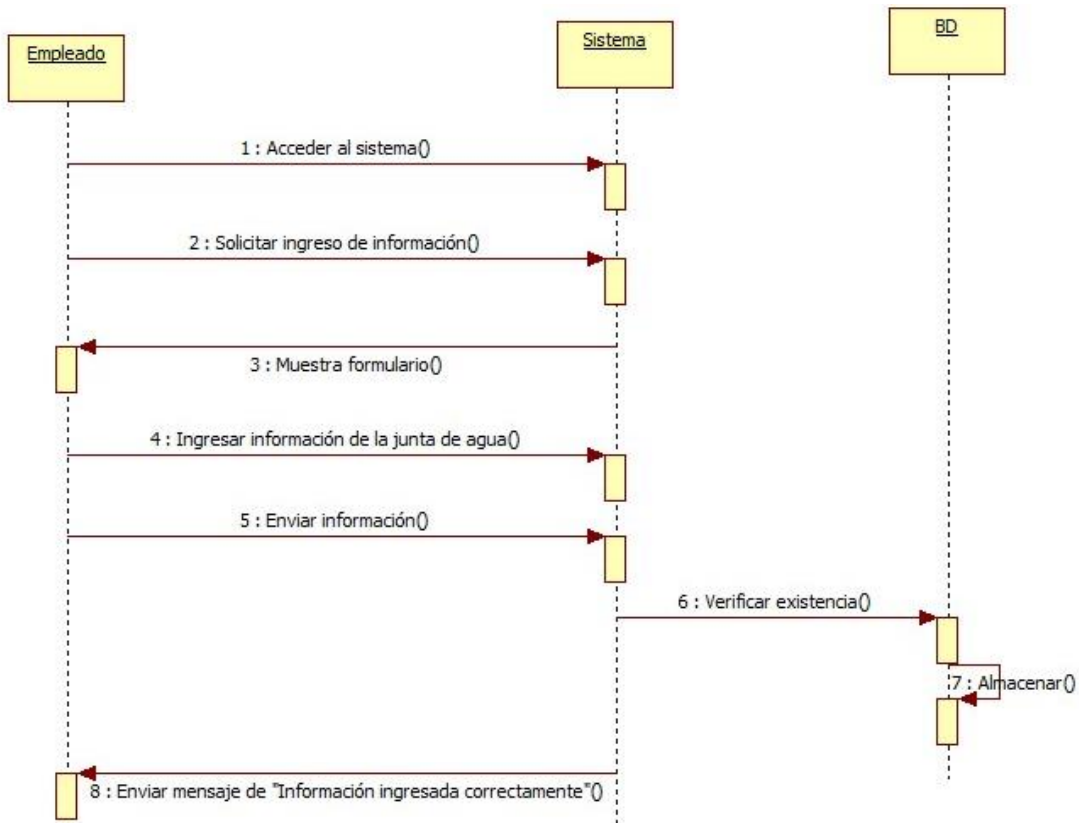 Empleado
Sistema
BD
1 : Acceder al sistema()
2 : Solicitar ingreso de información()
3 : Muestra formulario()
4 : Ingresar información de la junta de agua()
5 : Enviar información()
6 : Verificar existencia()
7 : Almacenar()
8 : Enviar mensaje de "Información ingresada correctamente"()